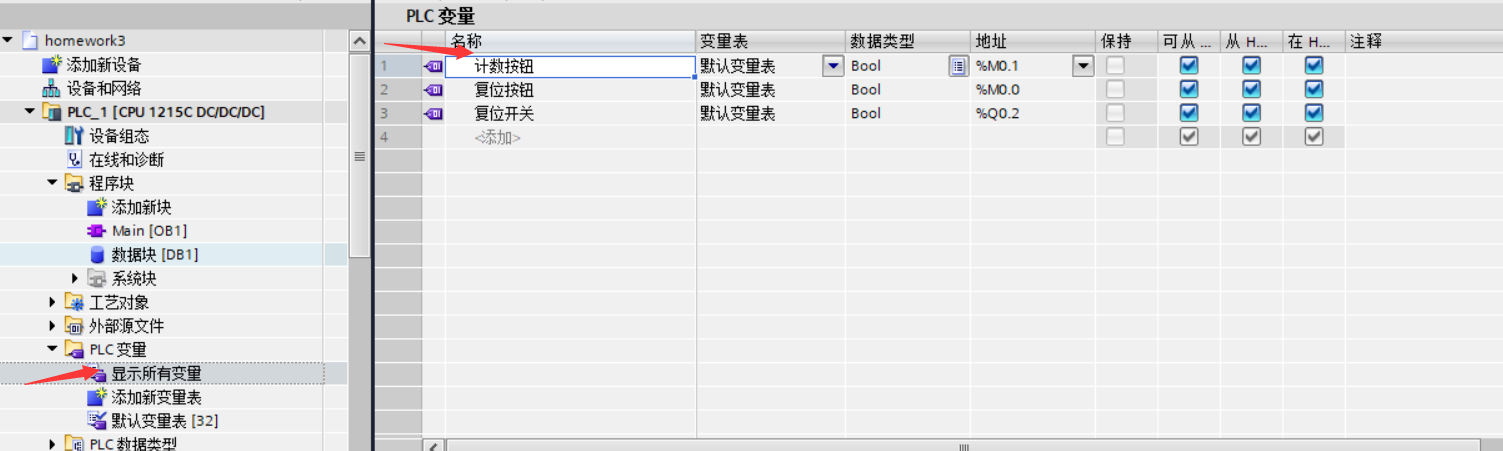 PLC 变量
homework3
添加新设备
设备和网络
PLC_1 [CPU 1215C DC/DC/DC]
设备组态
在线和诊断
程序块
添加新块
Main [OB1]
数据块 [DB1]
系统块
工艺对象
外部源文件
PLC 变量
显示所有变量
添加新变量表
默认变量表 [32]
PLC 数据类型
名称 变量表 数据类型 地址 保持 可从 ... 从 H... 在 H... 注释
1 计数按钮 默认变量表 Bool %M0.1
2 复位按钮 默认变量表 Bool %M0.0
3 复位开关 默认变量表 Bool %Q0.2
4 <添加>